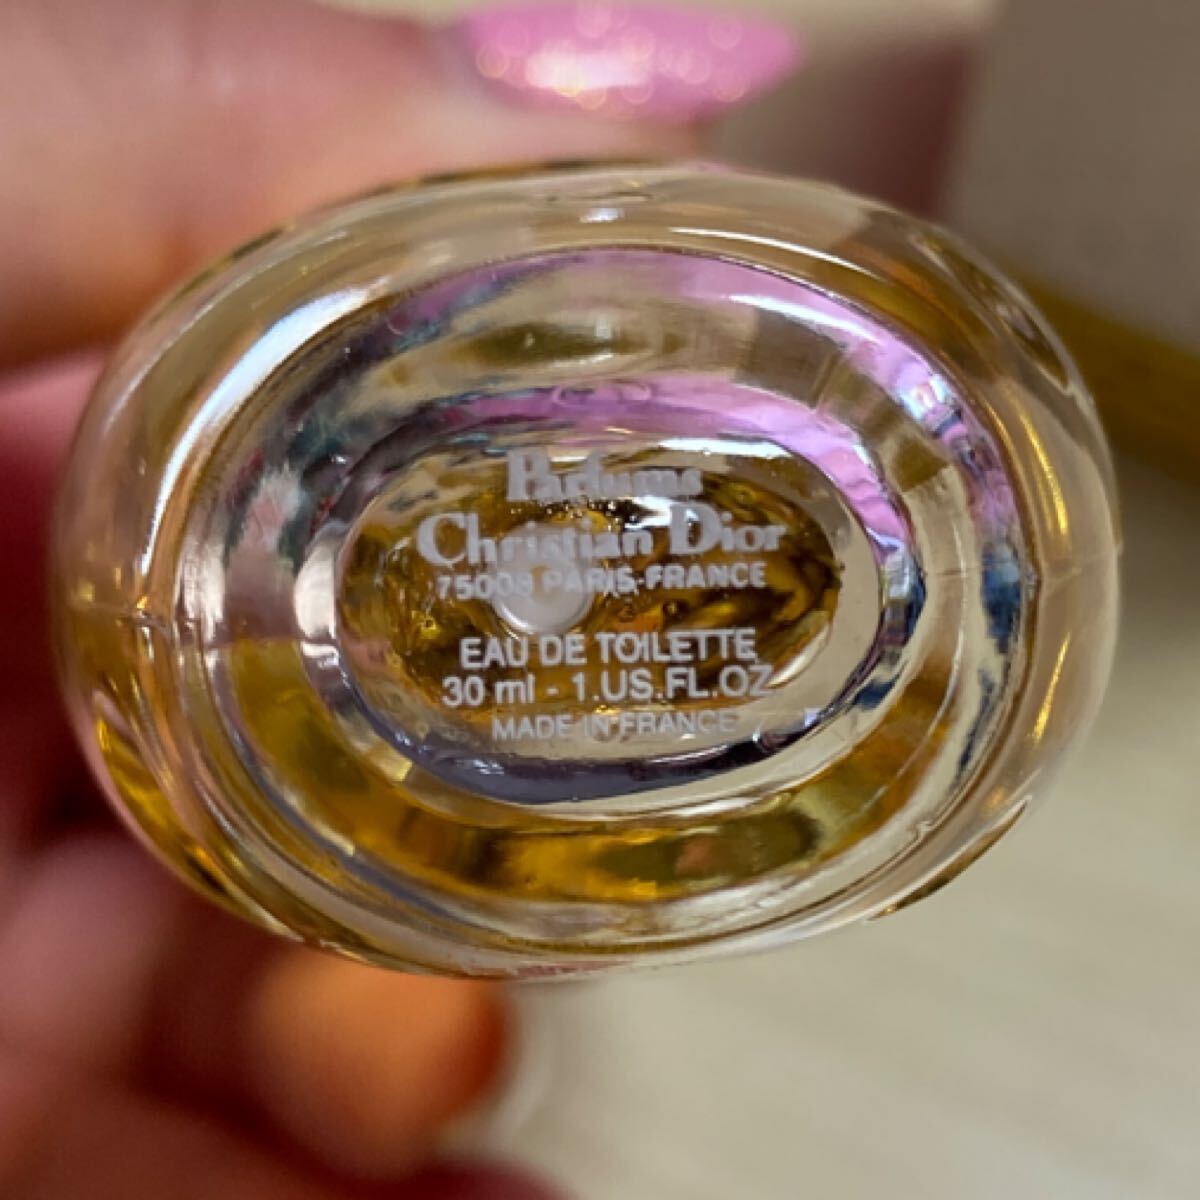 Parfums
Christian Dior
75008 PARIS-FRANCE
EAU DE TOILETTE
30 ml - 1.US.FL.OZ
MADE IN FRANCE